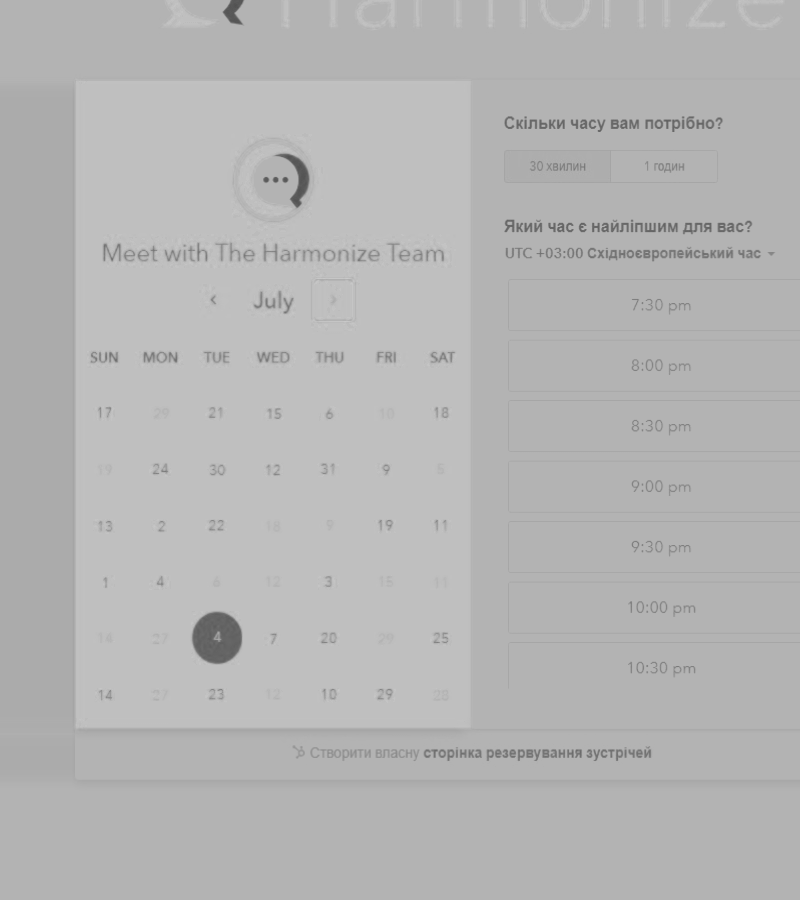 Harmonize
Meet with The Harmonize Team
July
SUN MON TUE WED THU FRI SAT
17 29 21 15 6 10 18
19 24 30 12 31 9 5
13 2 22 18 9 19 11
1 4 6 12 3 15 11
27 4 7 20 29 25
14 27 23 12 10 29 28
Скільки часу вам потрібно?
30 хвилин 1 годин
Який час є найліпшим для вас?
UTC +03:00 Східноєвропейський час
7:30 pm
8:00 pm
8:30 pm
9:00 pm
9:30 pm
10:00 pm
10:30 pm
Створити власну сторінка резервування зустрічей